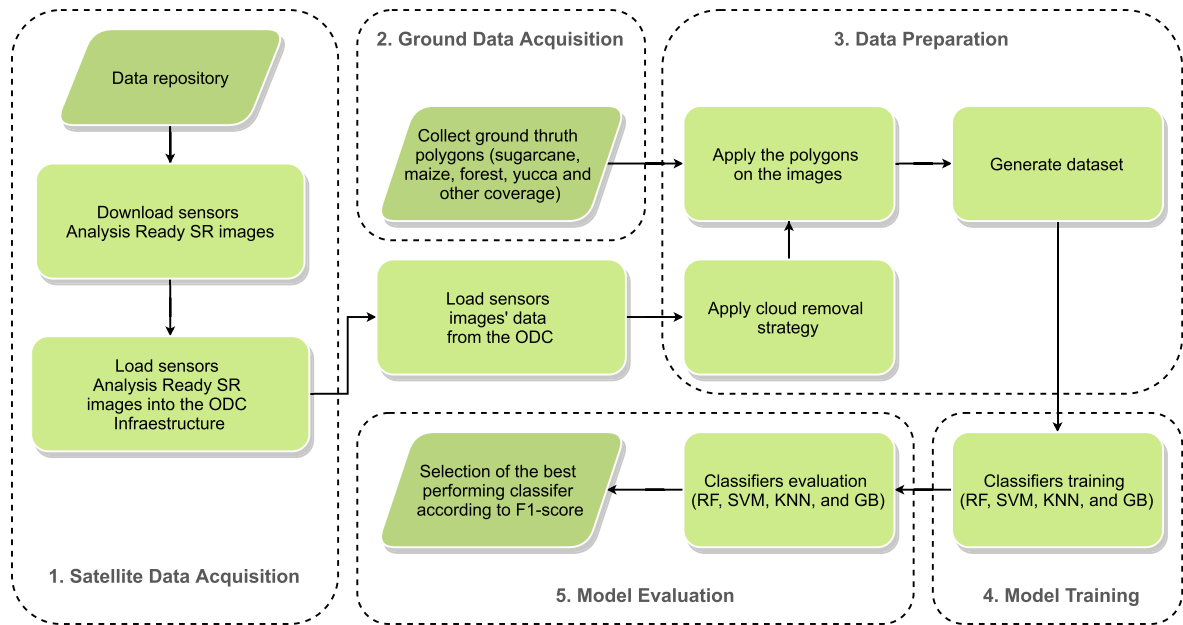 Data repository
Download sensors
Analysis Ready SR images
Load sensors
Analysis Ready SR
images into the ODC
Infraestructure
1. Satellite Data Acquisition
2. Ground Data Acquisition
Collect ground thruth
polygons (sugarcane,
maize, forest, yucca and
other coverage)
Load sensors
images' data
from the ODC
3. Data Preparation
Apply the polygons
on the images
Generate dataset
Apply cloud removal
strategy
Classifiers training
(RF, SVM, KNN, and GB)
4. Model Training
Classifiers evaluation
(RF, SVM, KNN, and GB)
Selection of the best
performing classifer
according to F1-score
5. Model Evaluation